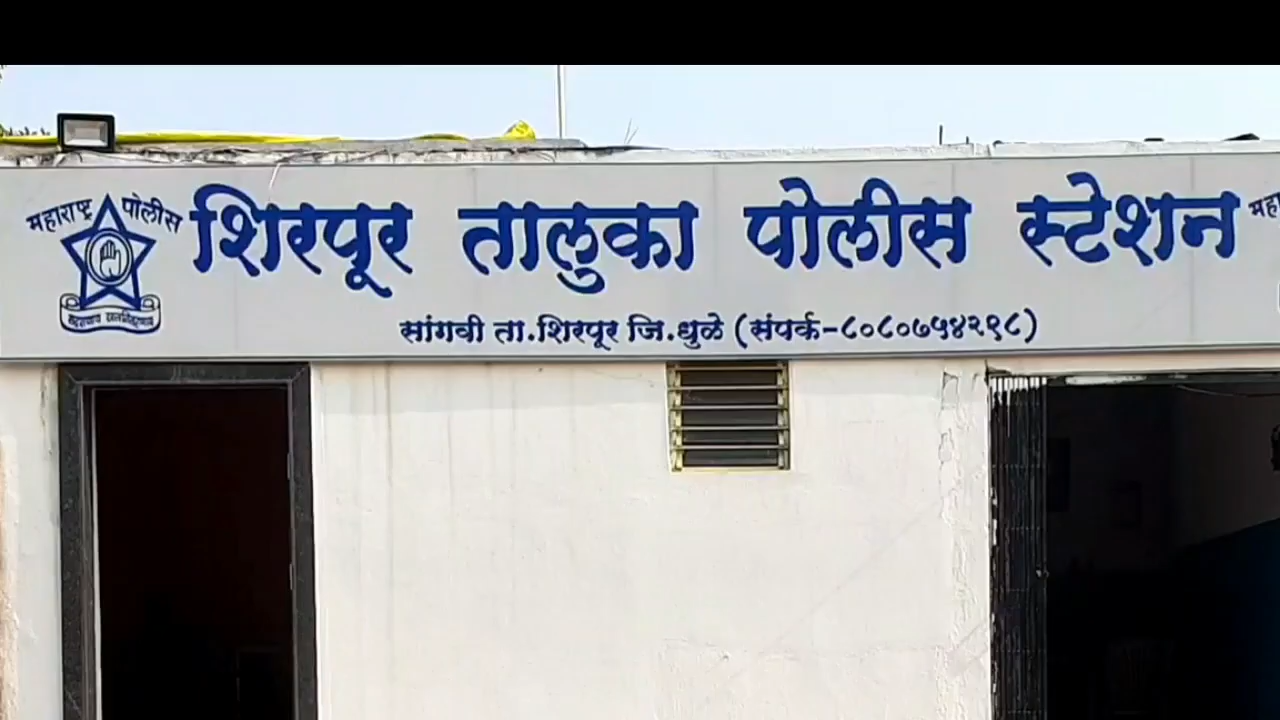 महाराष्ट्र पोलीस
शिरपूर तालुका पोलीस स्टेशन
सांगवी ता.शिरपूर जि.धुळे (संपर्क-८०८०७५४२९८)